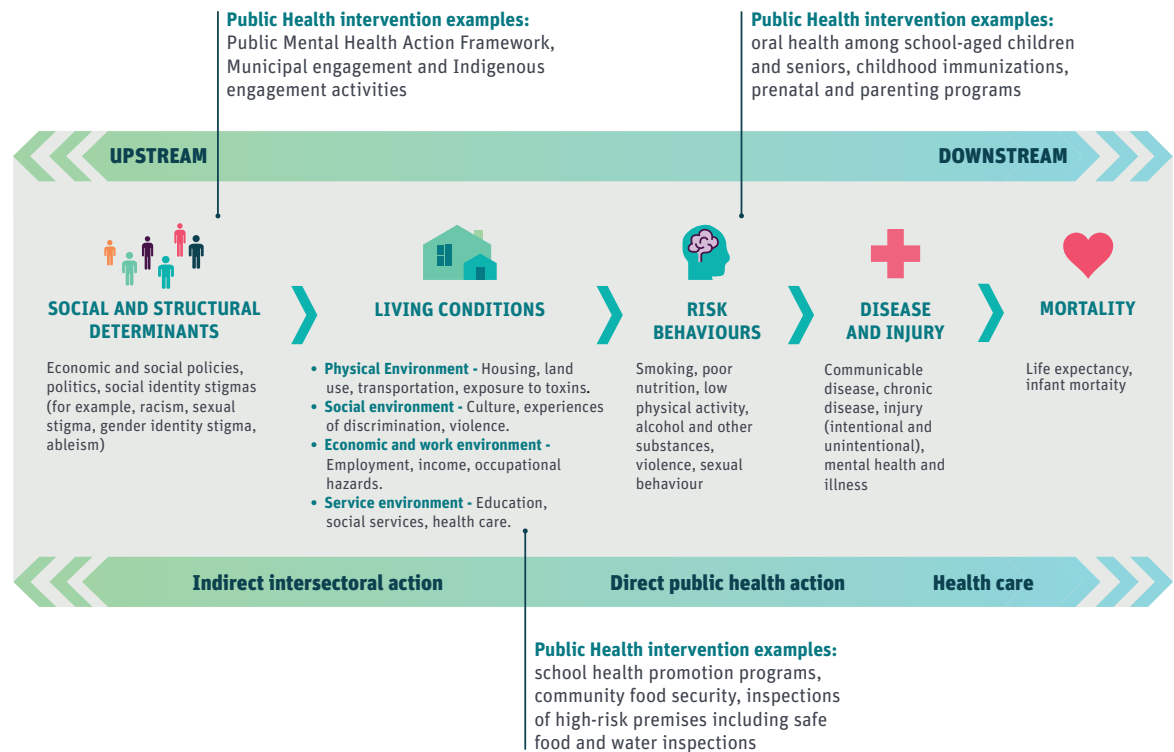 Public Health intervention examples:
Public Mental Health Action Framework,
Municipal engagement and Indigenous
engagement activities
Public Health intervention examples:
oral health among school-aged children
and seniors, childhood immunizations,
prenatal and parenting programs
UPSTREAM
DOWNSTREAM
SOCIAL AND STRUCTURAL
DETERMINANTS
Economic and social policies,
politics, social identity stigmas
(for example, racism, sexual
stigma, gender identity stigma,
ableism)
LIVING CONDITIONS
• Physical Environment - Housing, land
use, transportation, exposure to toxins.
• Social environment - Culture, experiences
of discrimination, violence.
• Economic and work environment -
Employment, income, occupational
hazards.
• Service environment - Education,
social services, health care.
RISK
BEHAVIOURS
Smoking, poor
nutrition, low
physical activity,
alcohol and other
substances,
violence, sexual
behaviour
DISEASE
AND INJURY
Communicable
disease, chronic
disease, injury
(intentional and
unintentional),
mental health and
illness
MORTALITY
Life expectancy,
infant mortaity
Indirect intersectoral action
Direct public health action
Health care
Public Health intervention examples:
school health promotion programs,
community food security, inspections
of high-risk premises including safe
food and water inspections